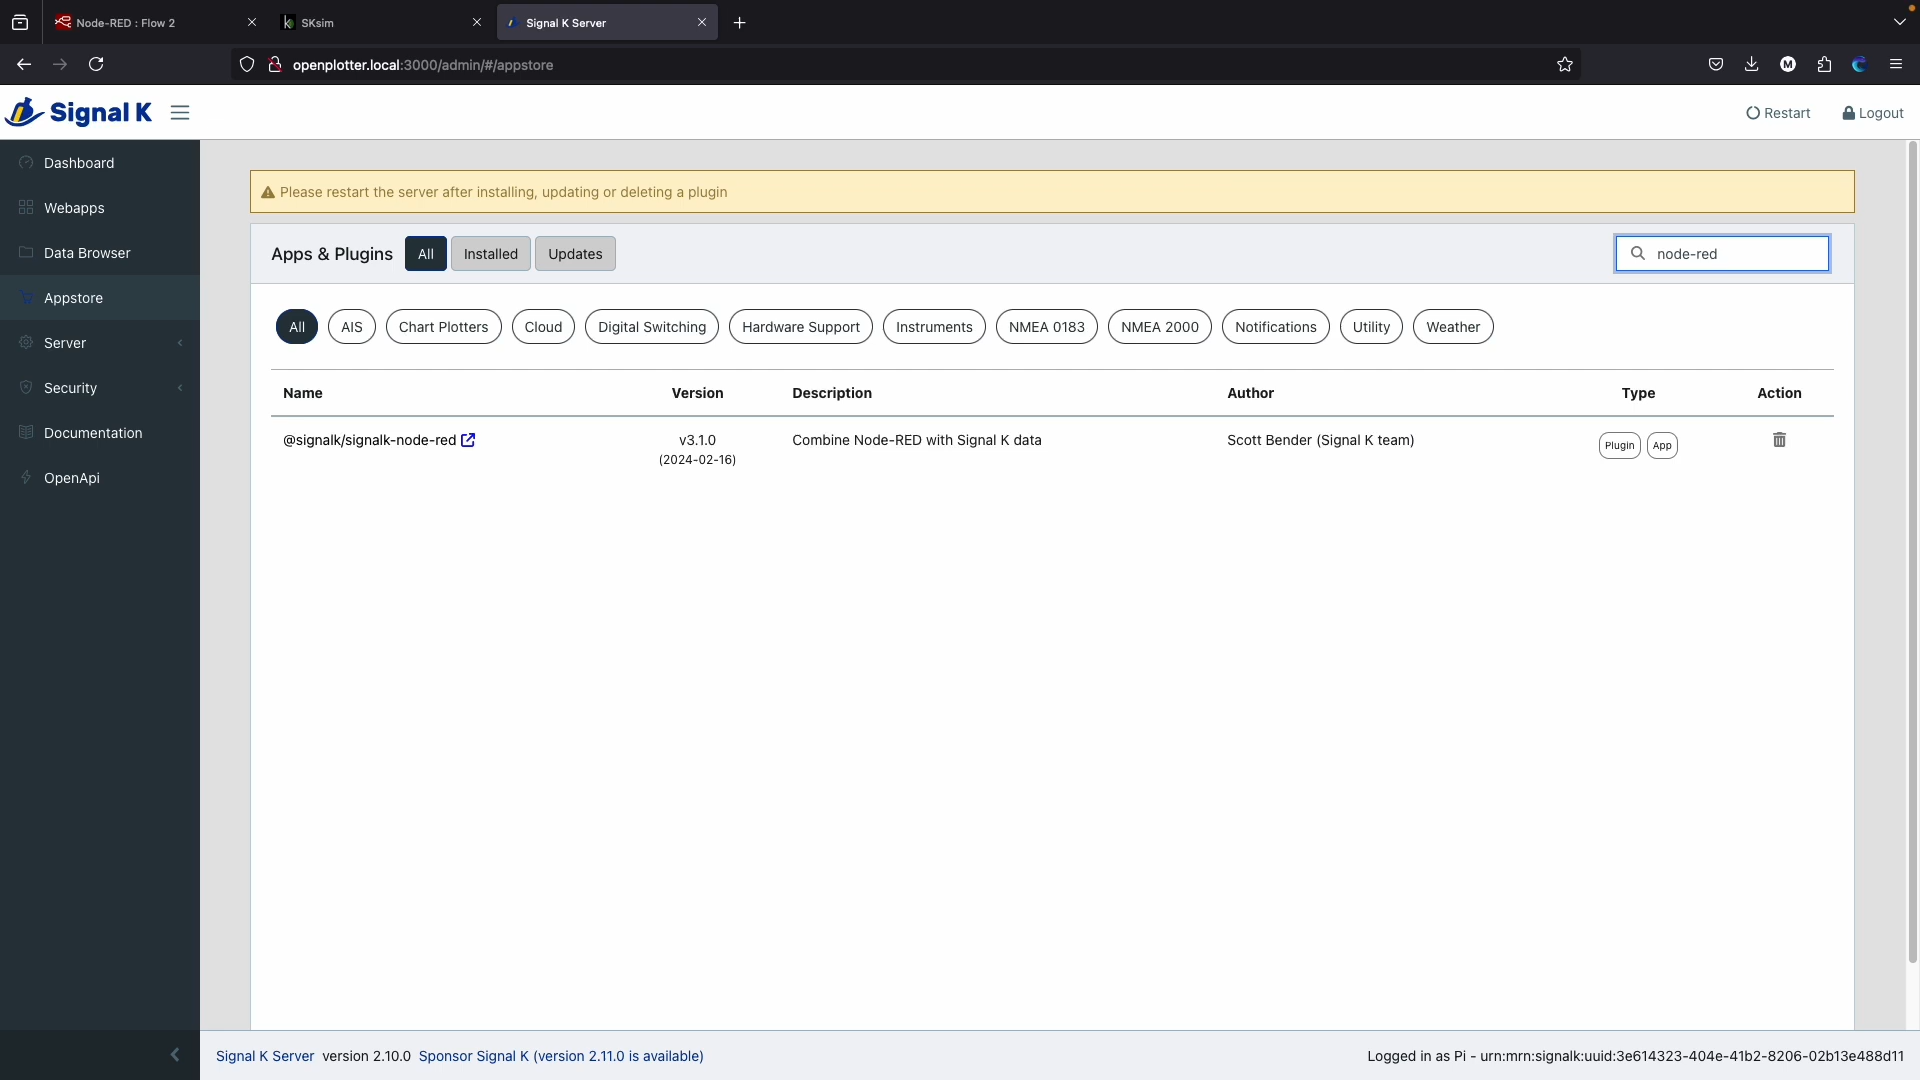 Node-RED : Flow 2
SKsim
Signal K Server
openplotter.local:3000/admin/#/appstore
M
Signal K
Restart
Logout
Dashboard
Webapps
Data Browser
Appstore
Server
Security
Documentation
OpenApi
Please restart the server after installing, updating or deleting a plugin
Apps & Plugins All Installed Updates
node-red
All AIS Chart Plotters Cloud Digital Switching Hardware Support Instruments NMEA 0183 NMEA 2000 Notifications Utility Weather
Name Version Description Author Type Action
@signalk/signalk-node-red v3.1.0 Combine Node-RED with Signal K data Scott Bender (Signal K team) Plugin App
(2024-02-16)
Signal K Server version 2.10.0 Sponsor Signal K (version 2.11.0 is available)
Logged in as Pi - urn:mrn:signalk:uuid:3e614323-404e-41b2-8206-02b13e488d11